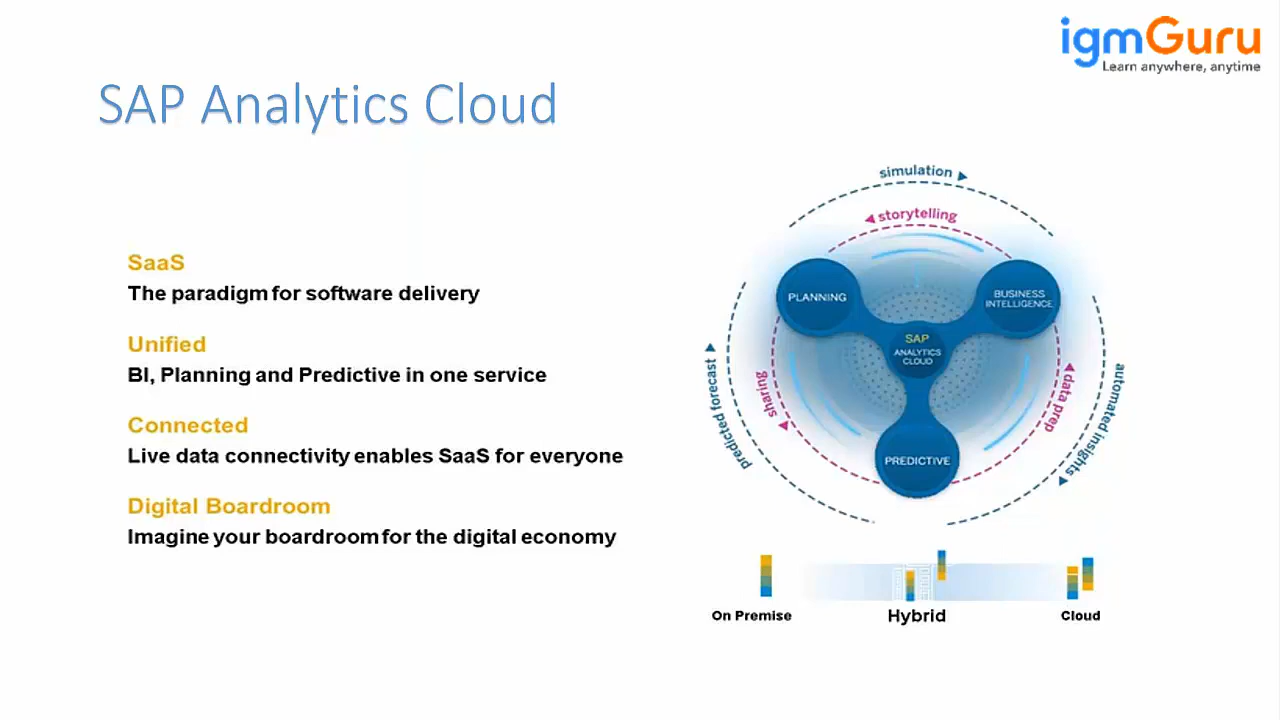 igmGuru
Learn anywhere, anytime
SAP Analytics Cloud
SaaS
The paradigm for software delivery
Unified
BI, Planning and Predictive in one service
Connected
Live data connectivity enables SaaS for everyone
Digital Boardroom
Imagine your boardroom for the digital economy
simulation
storytelling
PLANNING
BUSINESS
INTELLIGENCE
SAP
ANALYTICS
CLOUD
predicted forecast
sharing
data prep
automated insights
PREDICTIVE
On Premise
Hybrid
Cloud